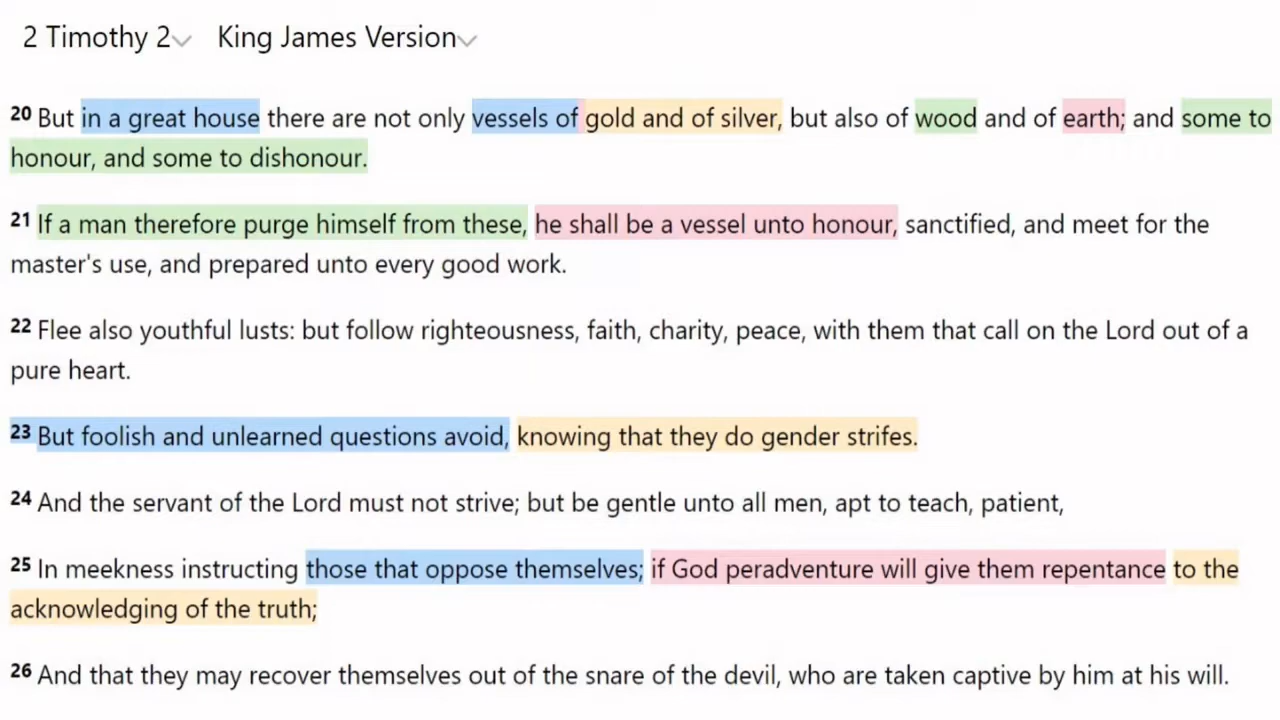 2 Timothy 2 King James Version
20 But in a great house there are not only vessels of gold and of silver, but also of wood and of earth; and some to
honour, and some to dishonour.
21 If a man therefore purge himself from these, he shall be a vessel unto honour, sanctified, and meet for the
master's use, and prepared unto every good work.
22 Flee also youthful lusts: but follow righteousness, faith, charity, peace, with them that call on the Lord out of a
pure heart.
23 But foolish and unlearned questions avoid, knowing that they do gender strifes.
24 And the servant of the Lord must not strive; but be gentle unto all men, apt to teach, patient,
25 In meekness instructing those that oppose themselves; if God peradventure will give them repentance to the
acknowledging of the truth;
26 And that they may recover themselves out of the snare of the devil, who are taken captive by him at his will.